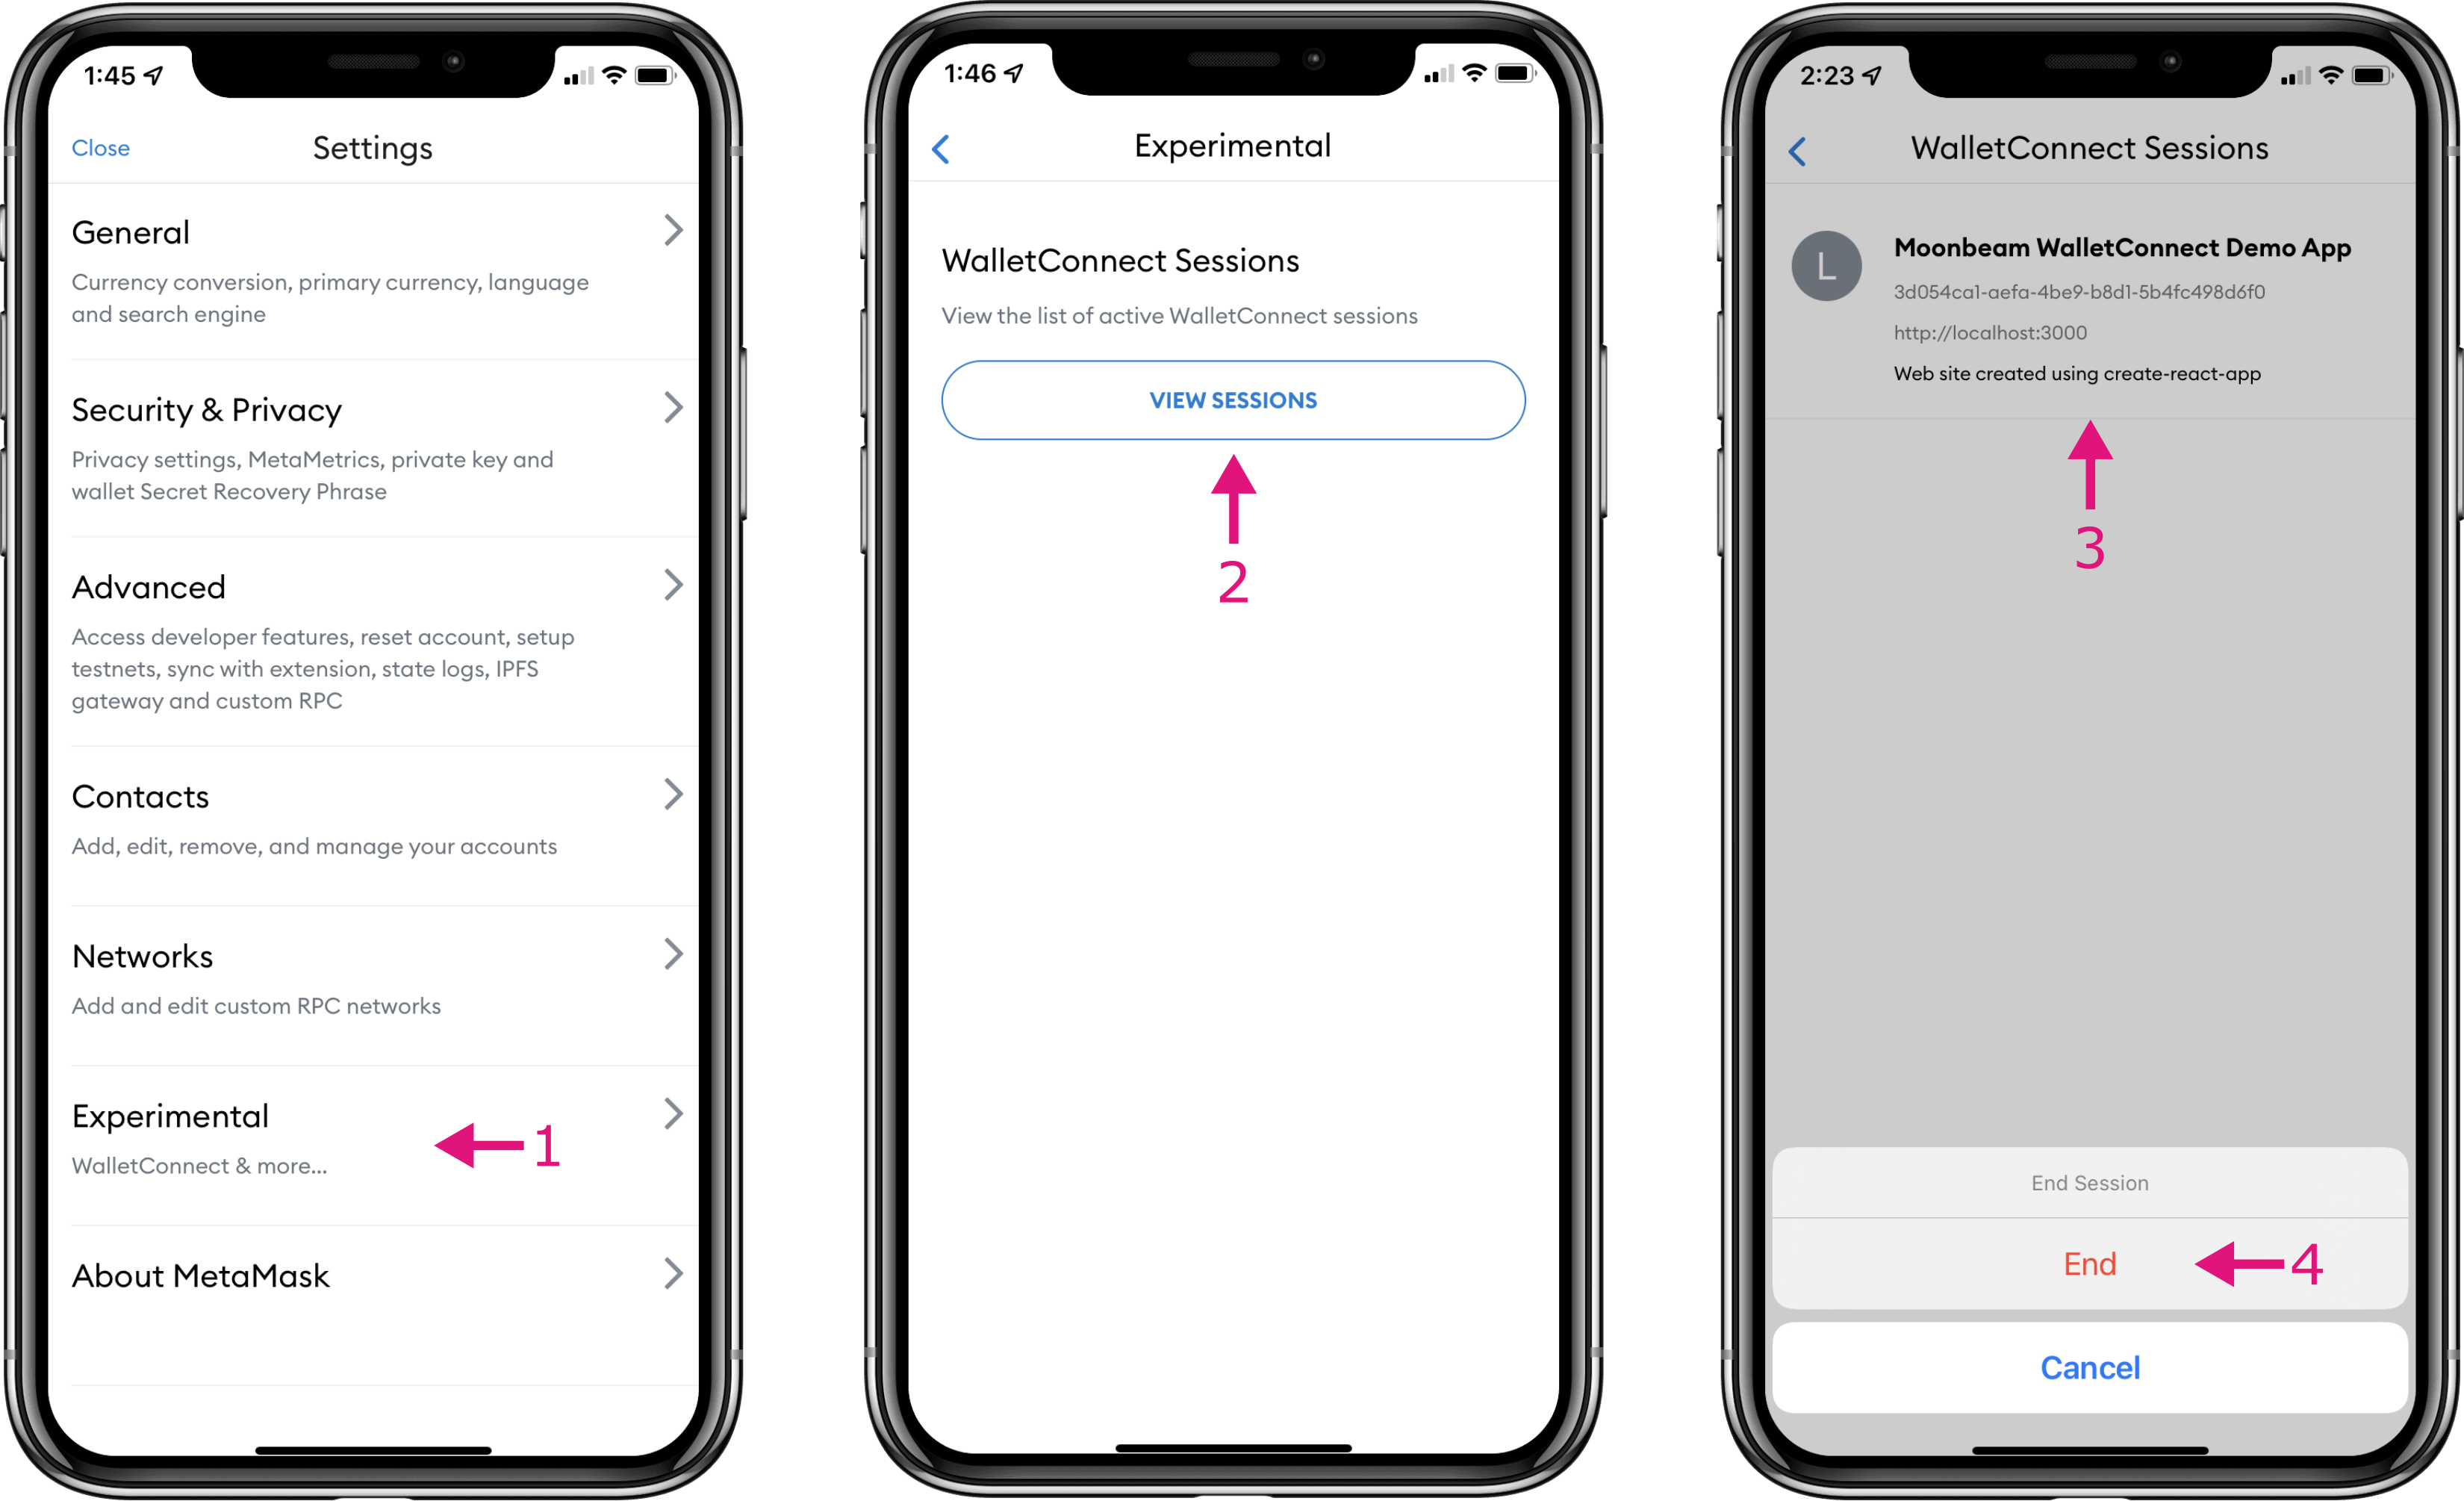 1:45
Close
Settings
General
Currency conversion, primary currency, language
and search engine
Security & Privacy
Privacy settings, MetaMetrics, private key and
wallet Secret Recovery Phrase
Advanced
Access developer features, reset account, setup
testnets, sync with extension, state logs, IPFS
gateway and custom RPC
Contacts
Add, edit, remove, and manage your accounts
Networks
Add and edit custom RPC networks
Experimental
WalletConnect & more...
1
About MetaMask
1:46
Experimental
WalletConnect Sessions
View the list of active WalletConnect sessions
VIEW SESSIONS
2
2:23
WalletConnect Sessions
L
Moonbeam WalletConnect Demo App
3d054ca1-aefa-4be9-b8d1-5b4fc498d6f0
http://localhost:3000
Web site created using create-react-app
3
End Session
End
4
Cancel